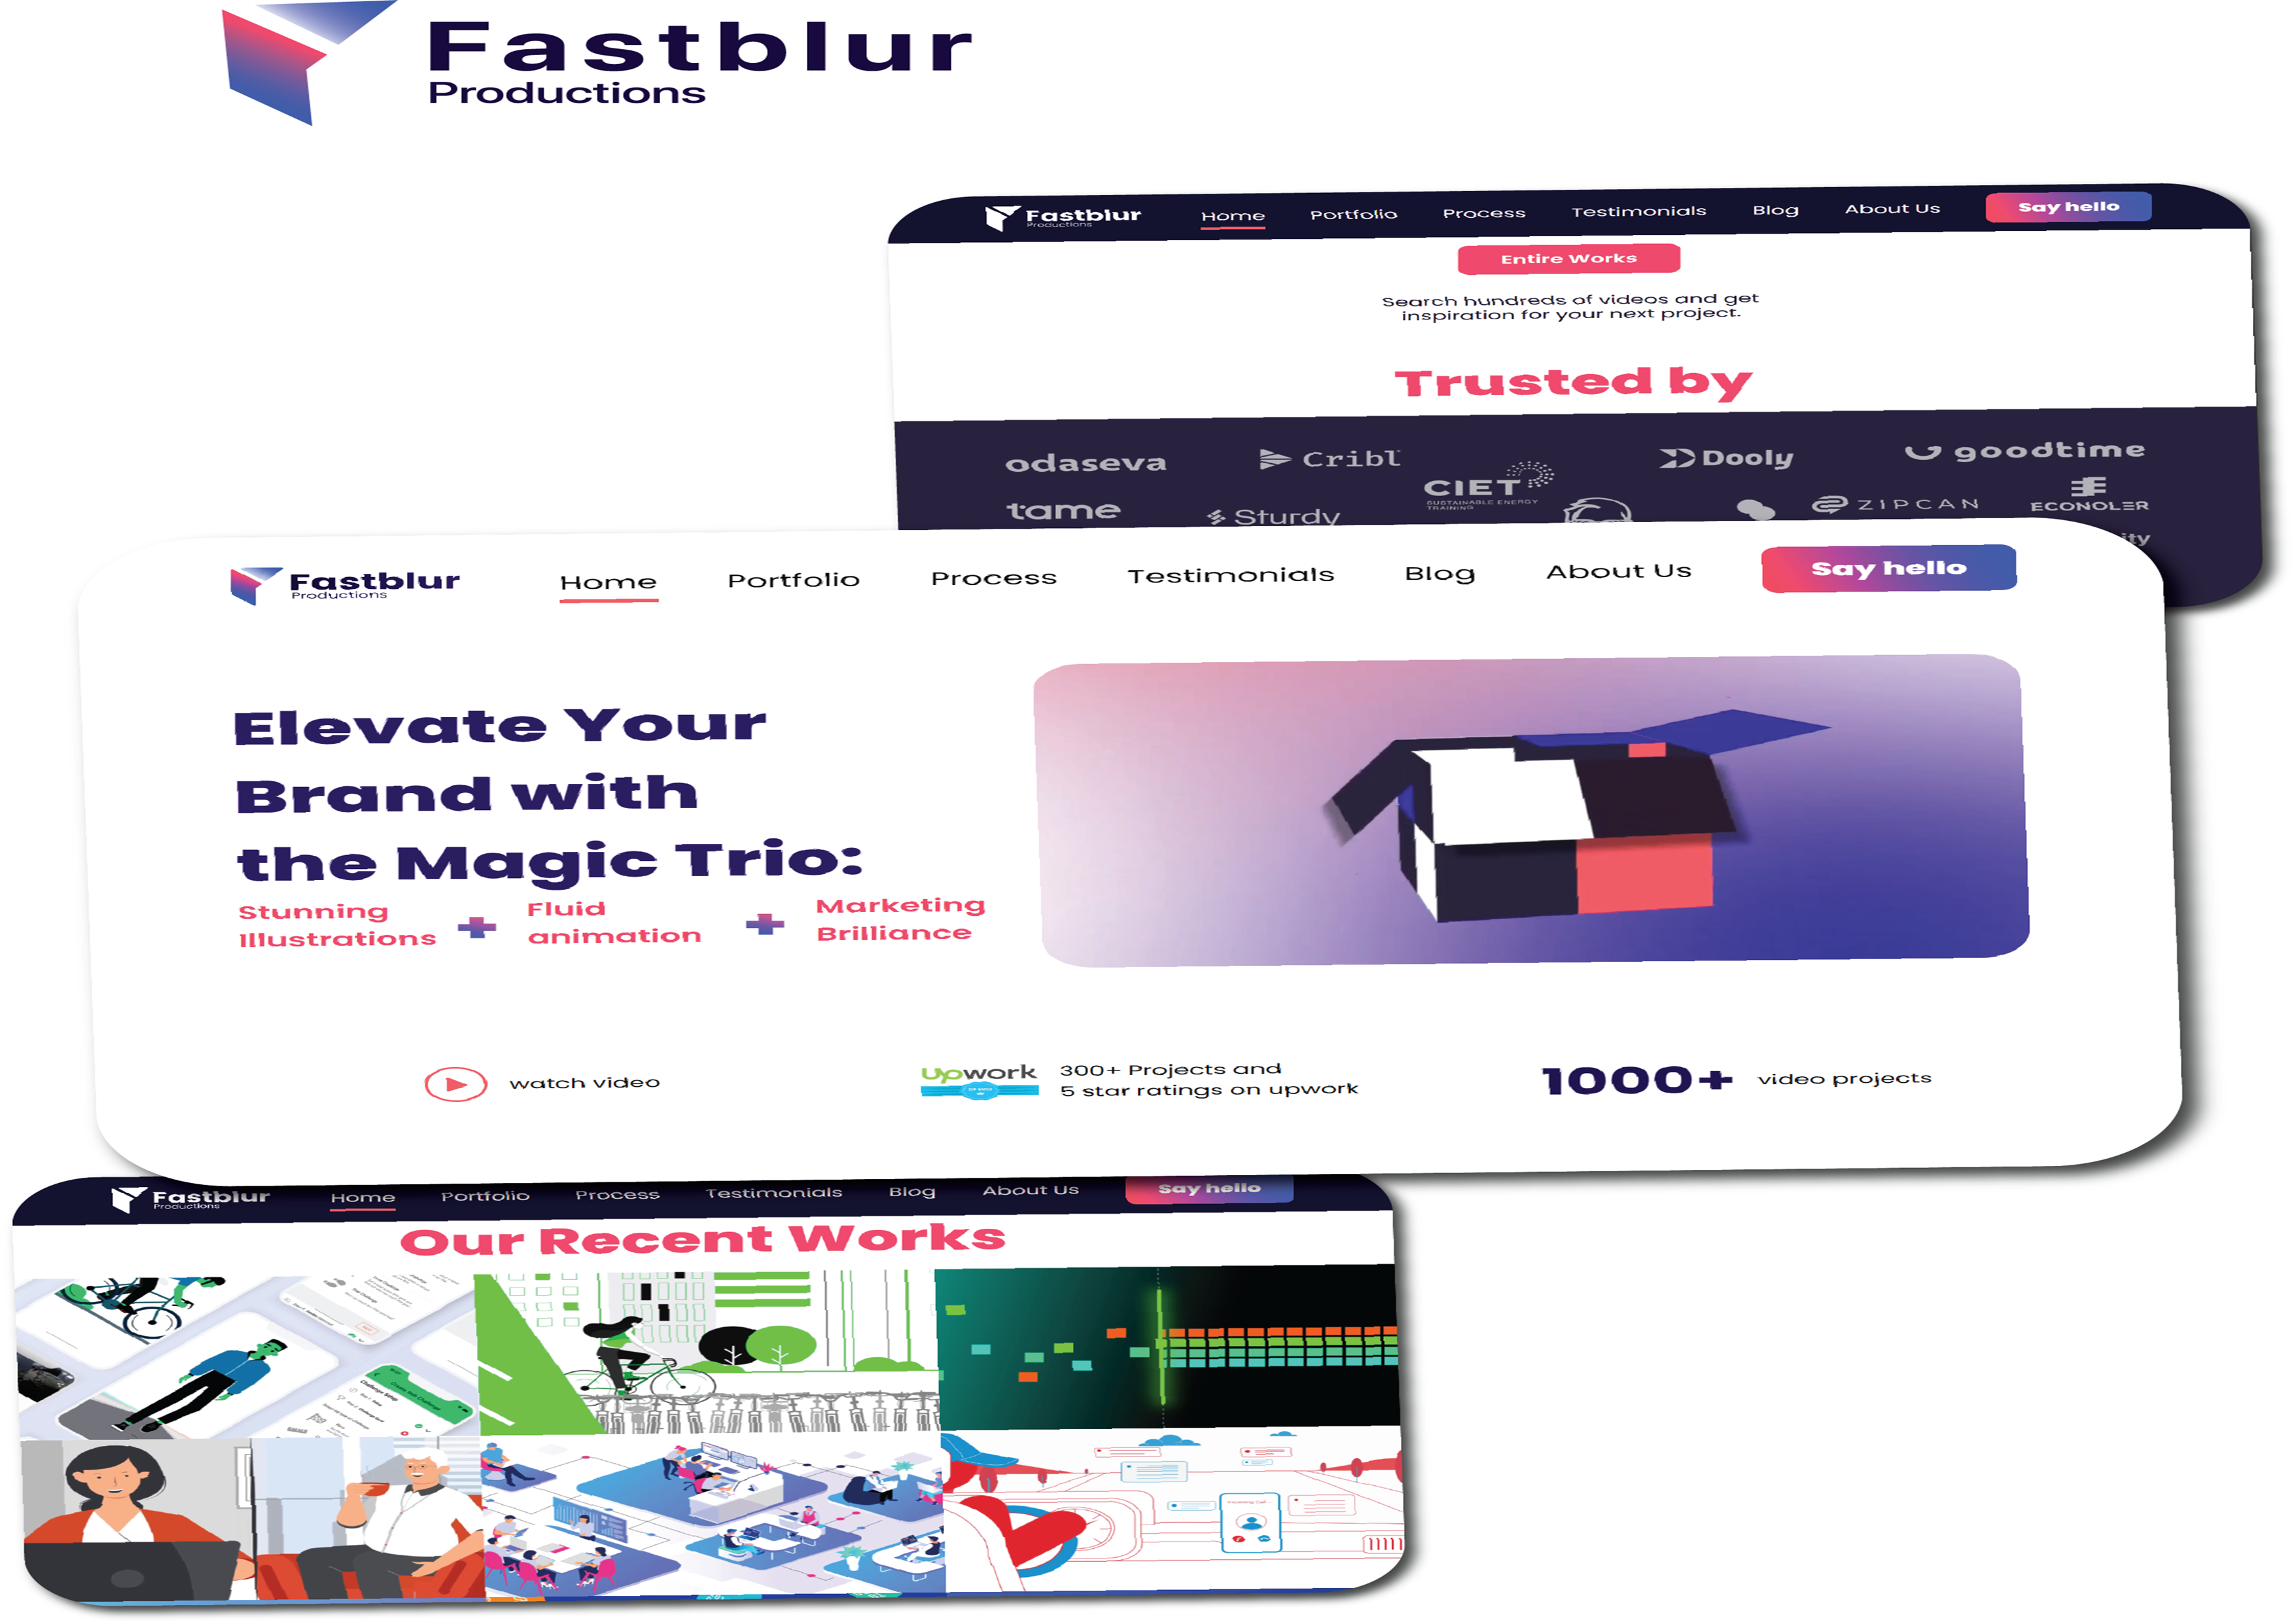 Fastblur
Productions
Fastblur
Productions
Home
Portfolio
Process
Testimonials
Blog
About Us
Say hello
Entire Works
Search hundreds of videos and get
inspiration for your next project.
Trusted by
odaseva
Cribl
Dooly
goodtime
tame
Sturdy
CIET
SUSTAINABLE ENERGY
TRAINING
ZIPCAN
ECONOLER
Fastblur
Productions
Home
Portfolio
Process
Testimonials
Blog
About Us
Say hello
Elevate Your
Brand with
the Magic Trio:
Stunning
Illustrations
Fluid
animation
Marketing
Brilliance
watch video
upwork
300+ Projects and
5 star ratings on upwork
1000+
video projects
Fastblur
Productions
Home
Portfolio
Process
Testimonials
Blog
About Us
Say hello
Our Recent Works
Incoming Call